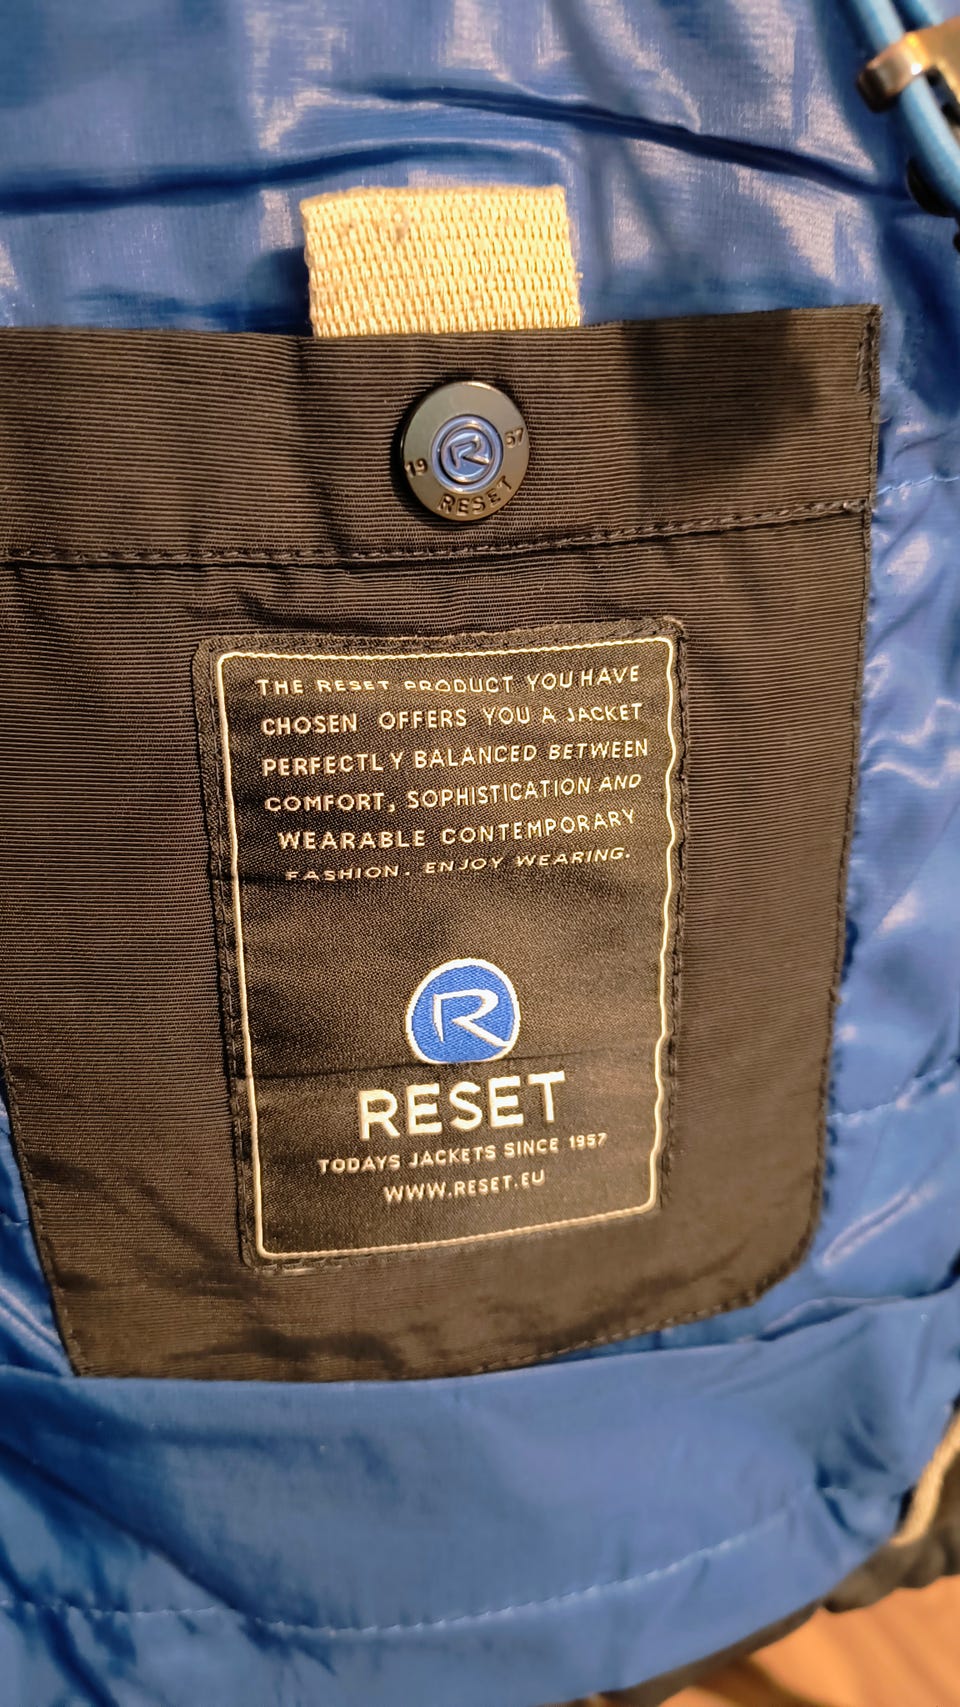 19 R 57
RESET
THE RESET PRODUCT YOU HAVE
CHOSEN OFFERS YOU A JACKET
PERFECTLY BALANCED BETWEEN
COMFORT, SOPHISTICATION AND
WEARABLE CONTEMPORARY
FASHION. ENJOY WEARING.
R
RESET
TODAYS JACKETS SINCE 1957
WWW.RESET.EU